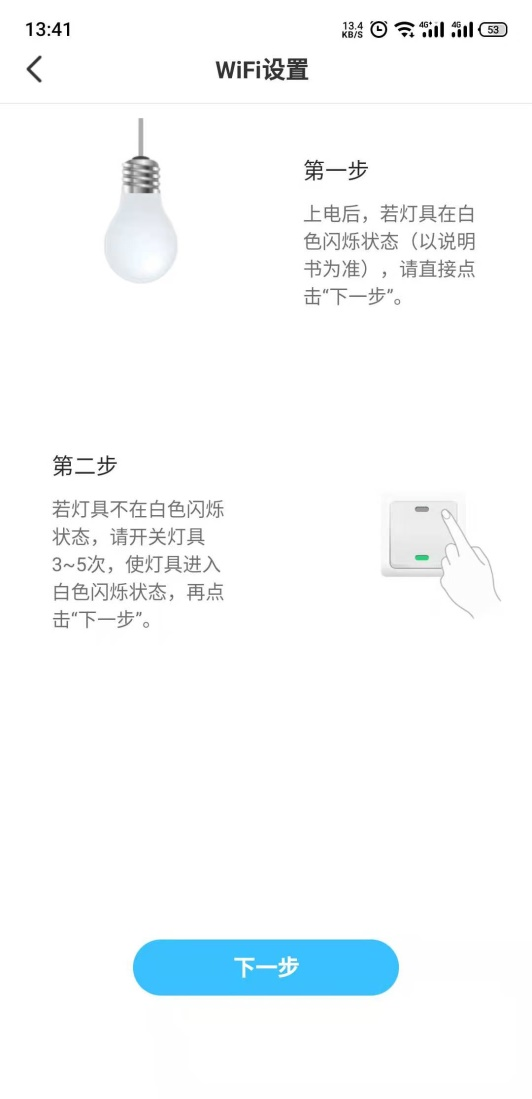 13:41
13.4 KB/S 4G+ 4G 53
WiFi设置
第一步
上电后，若灯具在白
色闪烁状态（以说明
书为准），请直接点
击“下一步”。
第二步
若灯具不在白色闪烁
状态，请开关灯具
3~5次，使灯具进入
白色闪烁状态，再点
击“下一步”。
下一步